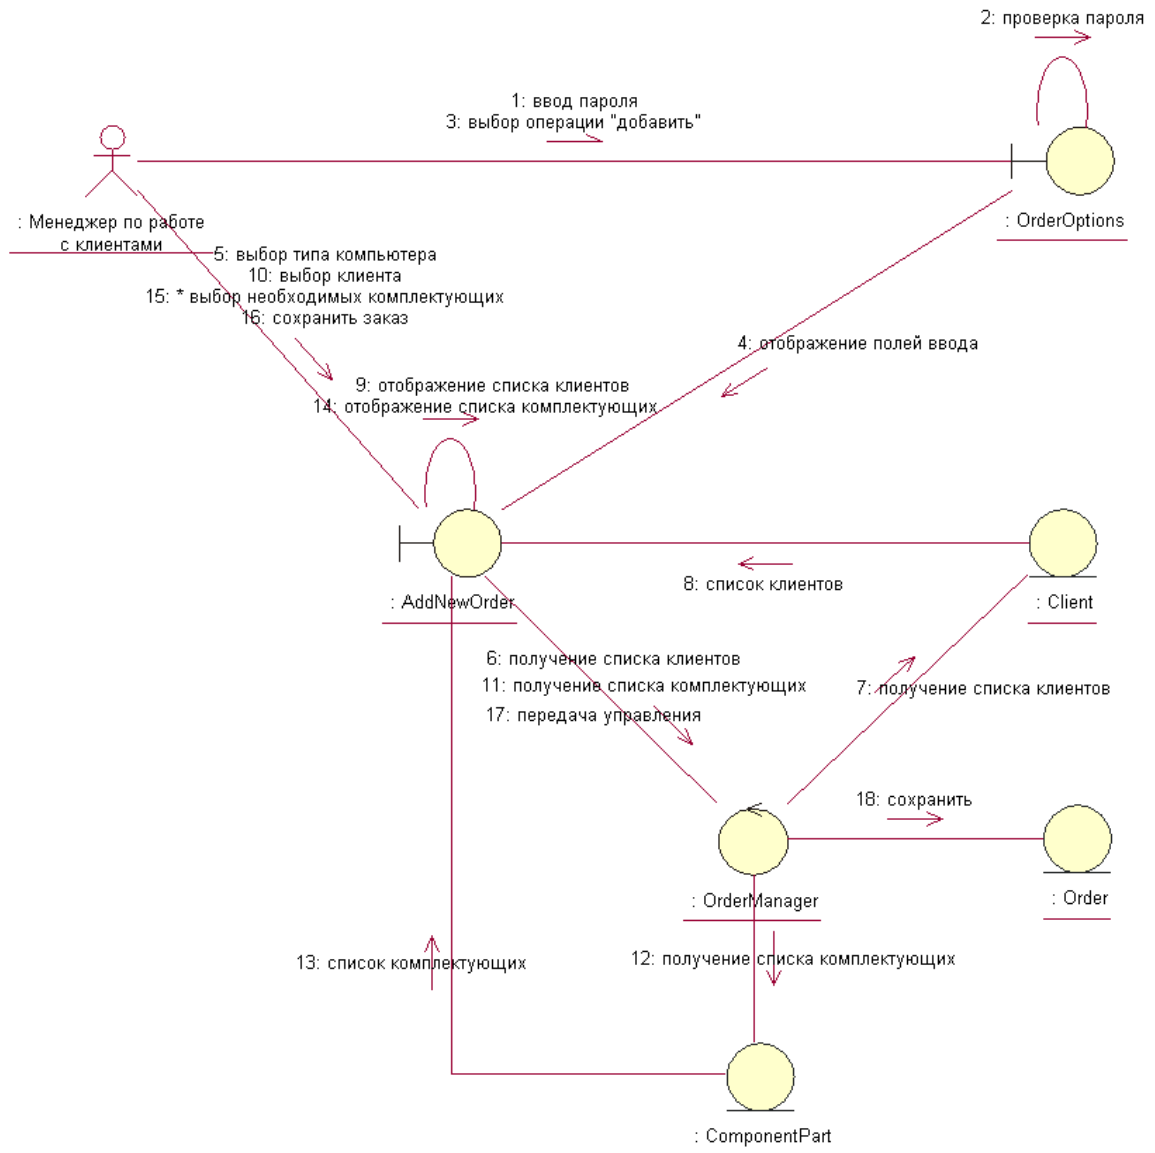 2: проверка пароля
1: ввод пароля
3: выбор операции "добавить"
: Менеджер по работе
с клиентами
: OrderOptions
5: выбор типа компьютера
10: выбор клиента
15: * выбор необходимых комплектующих
16: сохранить заказ
4: отображение полей ввода
9: отображение списка клиентов
14: отображение списка комплектующих
8: список клиентов
: AddNewOrder
: Client
6: получение списка клиентов
11: получение списка комплектующих
17: передача управления
7: получение списка клиентов
18: сохранить
: OrderManager
: Order
13: список комплектующих
12: получение списка комплектующих
: ComponentPart